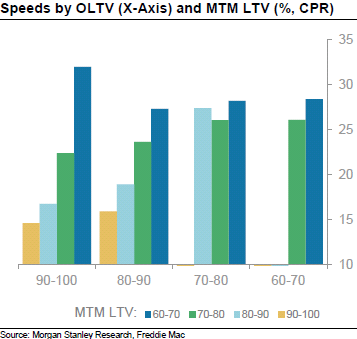 Speeds by OLTV (X-Axis) and MTM LTV (%, CPR)
35
30
25
20
15
10
90-100 80-90 70-80 60-70
MTM LTV: 60-70 70-80 80-90 90-100
Source: Morgan Stanley Research, Freddie Mac